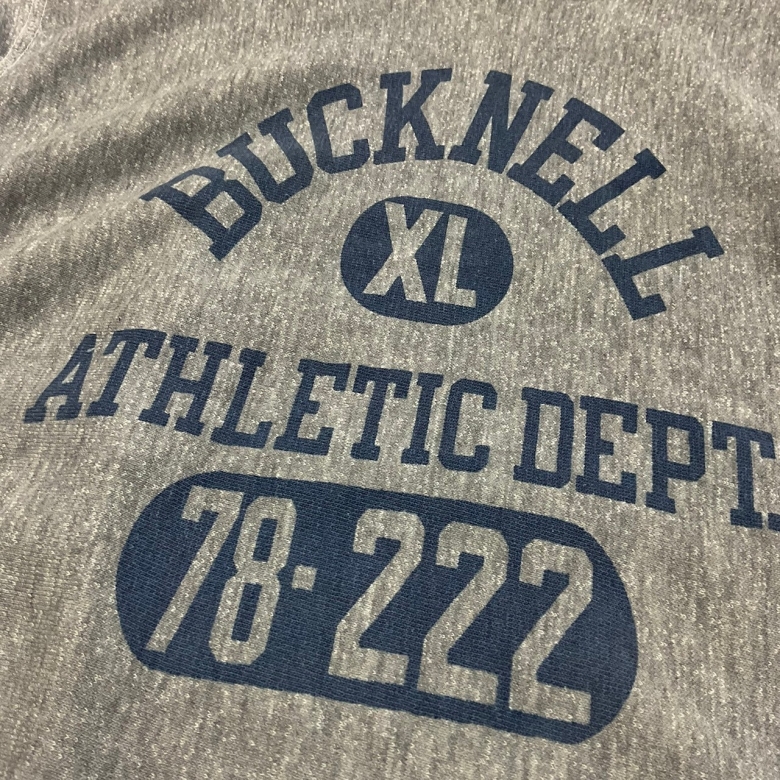 BUCKNELL
XL
ATHLETIC DEPT.
78·222